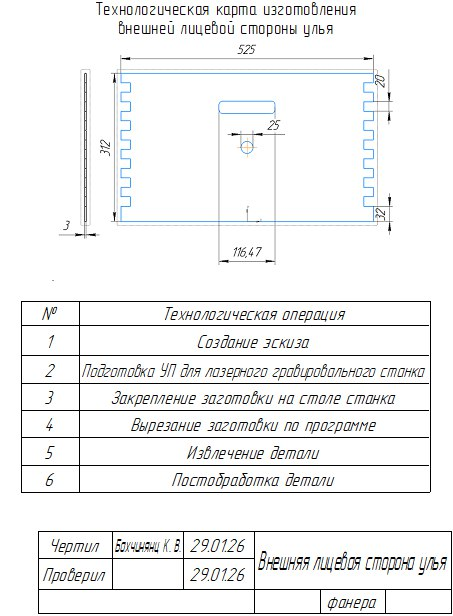 Технологическая карта изготовления
внешней лицевой стороны улья
525
20
312
25
3
32
116,47
№ Технологическая операция
1 Создание эскиза
2 Подготовка УП для лазерного гравировального станка
3 Закрепление заготовки на столе станка
4 Вырезание заготовки по программе
5 Извлечение детали
6 Постобработка детали
Чертил Бахчинянц К. В. 29.01.26 Внешняя лицевая сторона улья
Проверил 29.01.26
фанера